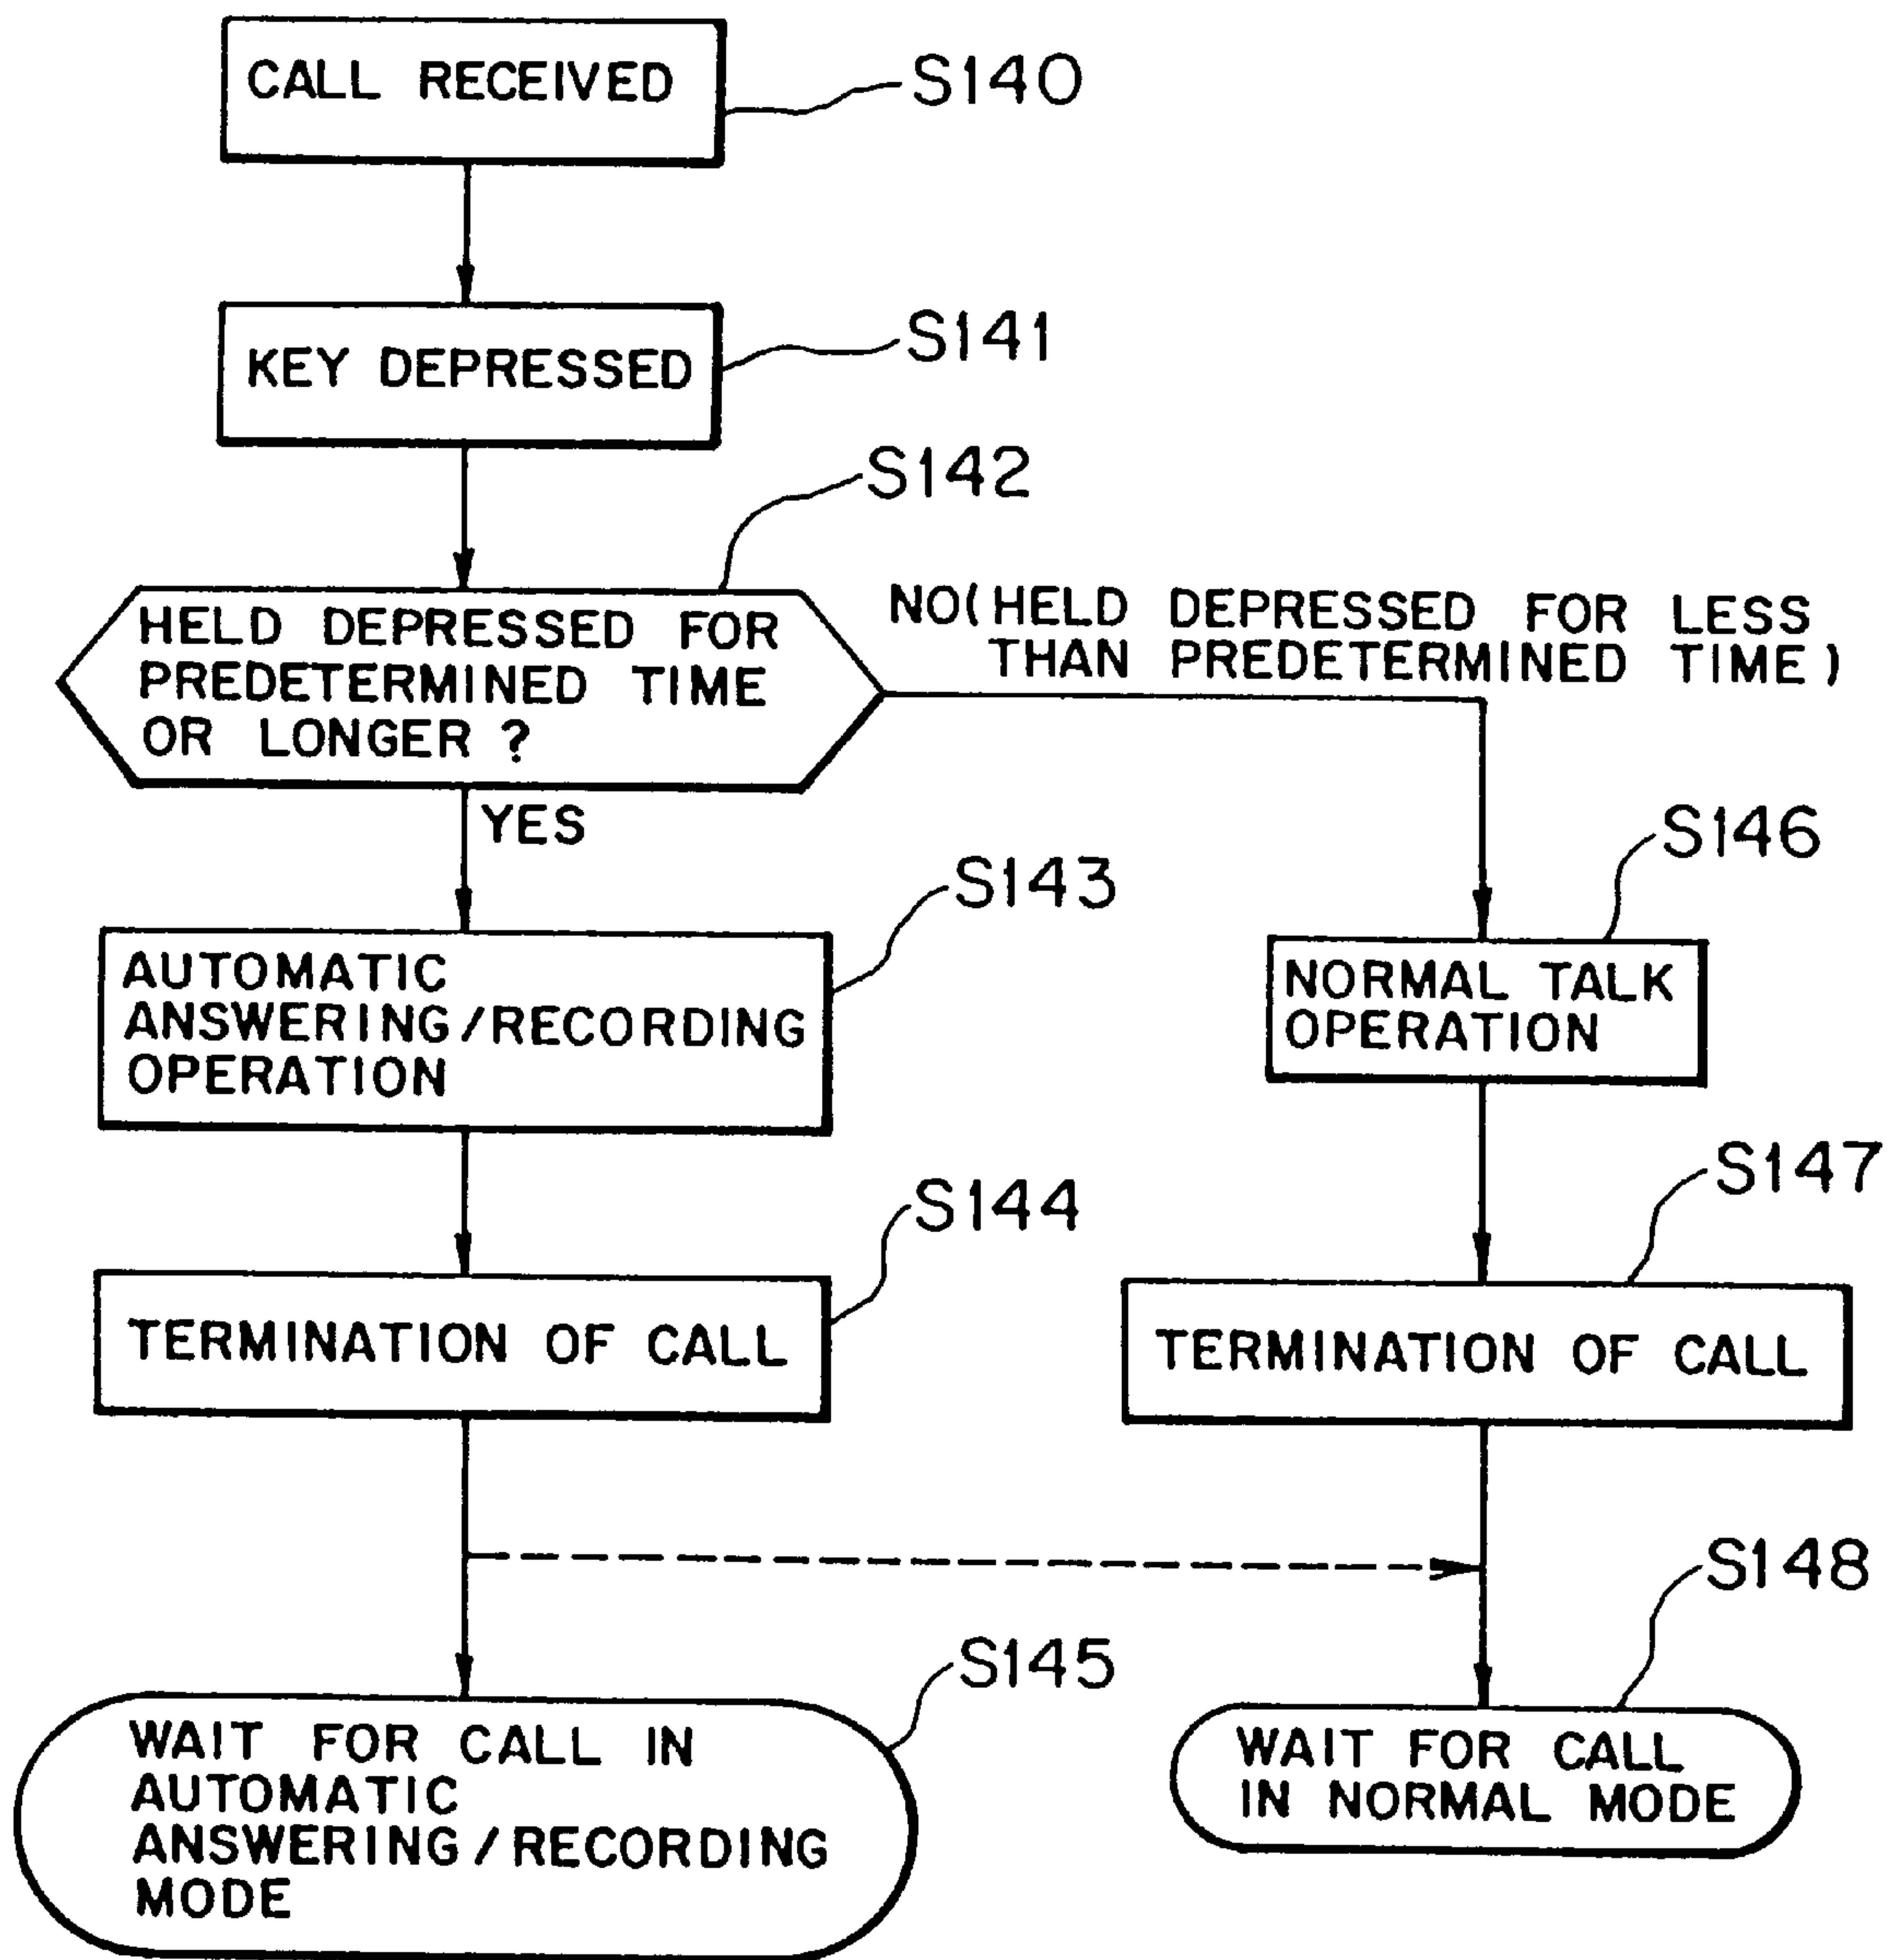 CALL RECEIVED
S140
KEY DEPRESSED
S141
S142
HELD DEPRESSED FOR
PREDETERMINED TIME
OR LONGER ?
NO(HELD DEPRESSED FOR LESS
THAN PREDETERMINED TIME)
YES
S143
AUTOMATIC
ANSWERING/RECORDING
OPERATION
S146
NORMAL TALK
OPERATION
S144
TERMINATION OF CALL
S147
TERMINATION OF CALL
S145
WAIT FOR CALL IN
AUTOMATIC
ANSWERING/RECORDING
MODE
S148
WAIT FOR CALL
IN NORMAL MODE